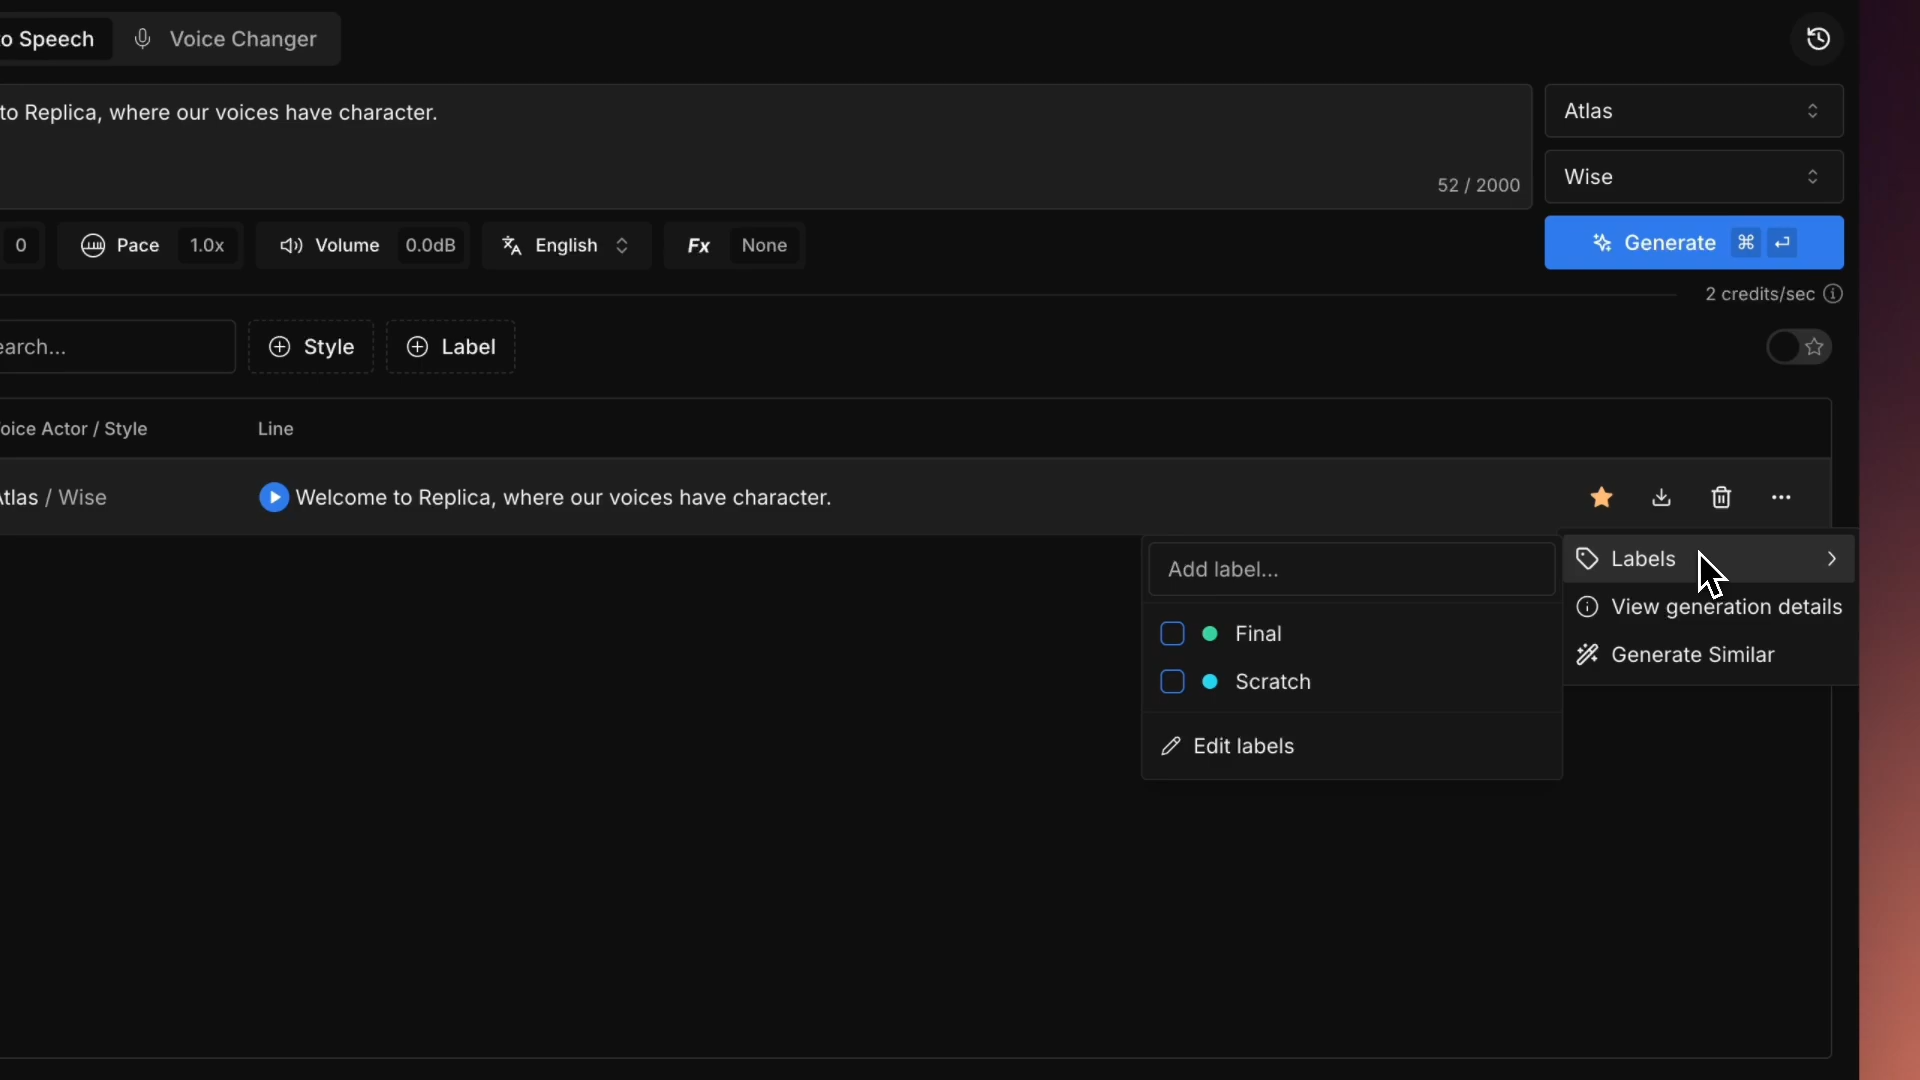 to Speech
Voice Changer
to Replica, where our voices have character.
52 / 2000
Atlas
Wise
0
Pace 1.0x
Volume 0.0dB
English
Fx None
Generate ⌘ ↵
2 credits/sec
earch...
Style
Label
oice Actor / Style
Line
Atlas / Wise
Welcome to Replica, where our voices have character.
Labels
View generation details
Generate Similar
Add label...
Final
Scratch
Edit labels